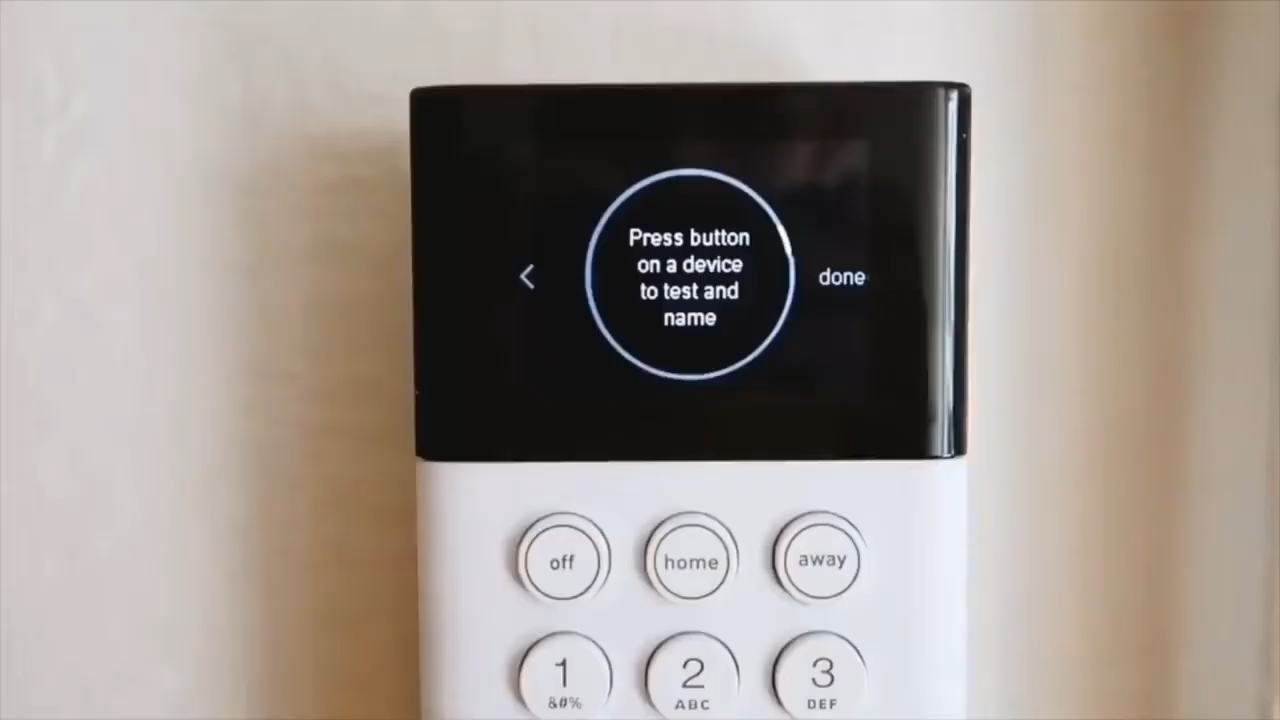 Press button
on a device
to test and
name
<
done
off
home
away
1
&#%
2
ABC
3
DEF